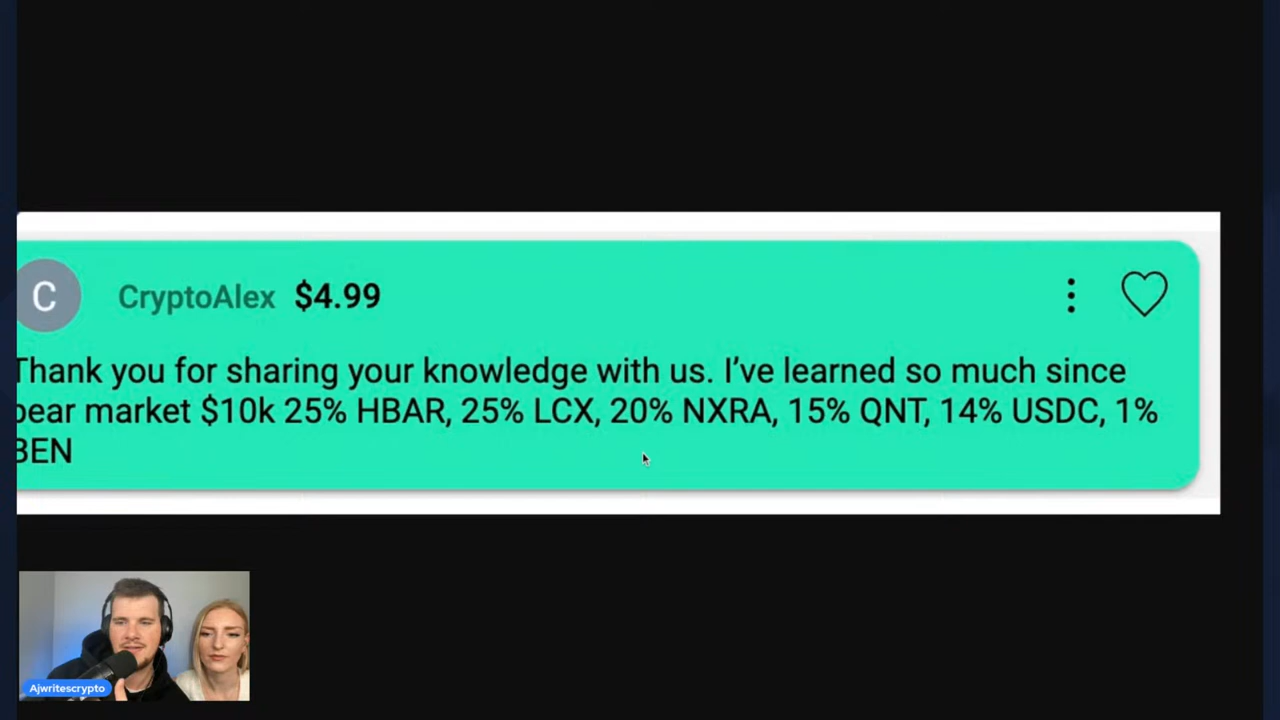 C
CryptoAlex $4.99
Thank you for sharing your knowledge with us. I’ve learned so much since
bear market $10k 25% HBAR, 25% LCX, 20% NXRA, 15% QNT, 14% USDC, 1%
BEN
Ajwritescrypto